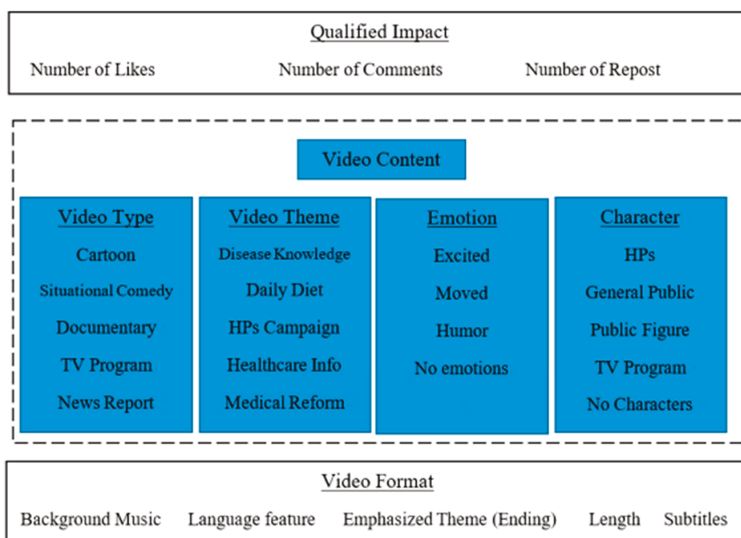 Qualified Impact
Number of Likes Number of Comments Number of Repost
Video Content
Video Type
Cartoon
Situational Comedy
Documentary
TV Program
News Report
Video Theme
Disease Knowledge
Daily Diet
HPs Campaign
Healthcare Info
Medical Reform
Emotion
Excited
Moved
Humor
No emotions
Character
HPs
General Public
Public Figure
TV Program
No Characters
Video Format
Background Music Language feature Emphasized Theme (Ending) Length Subtitles